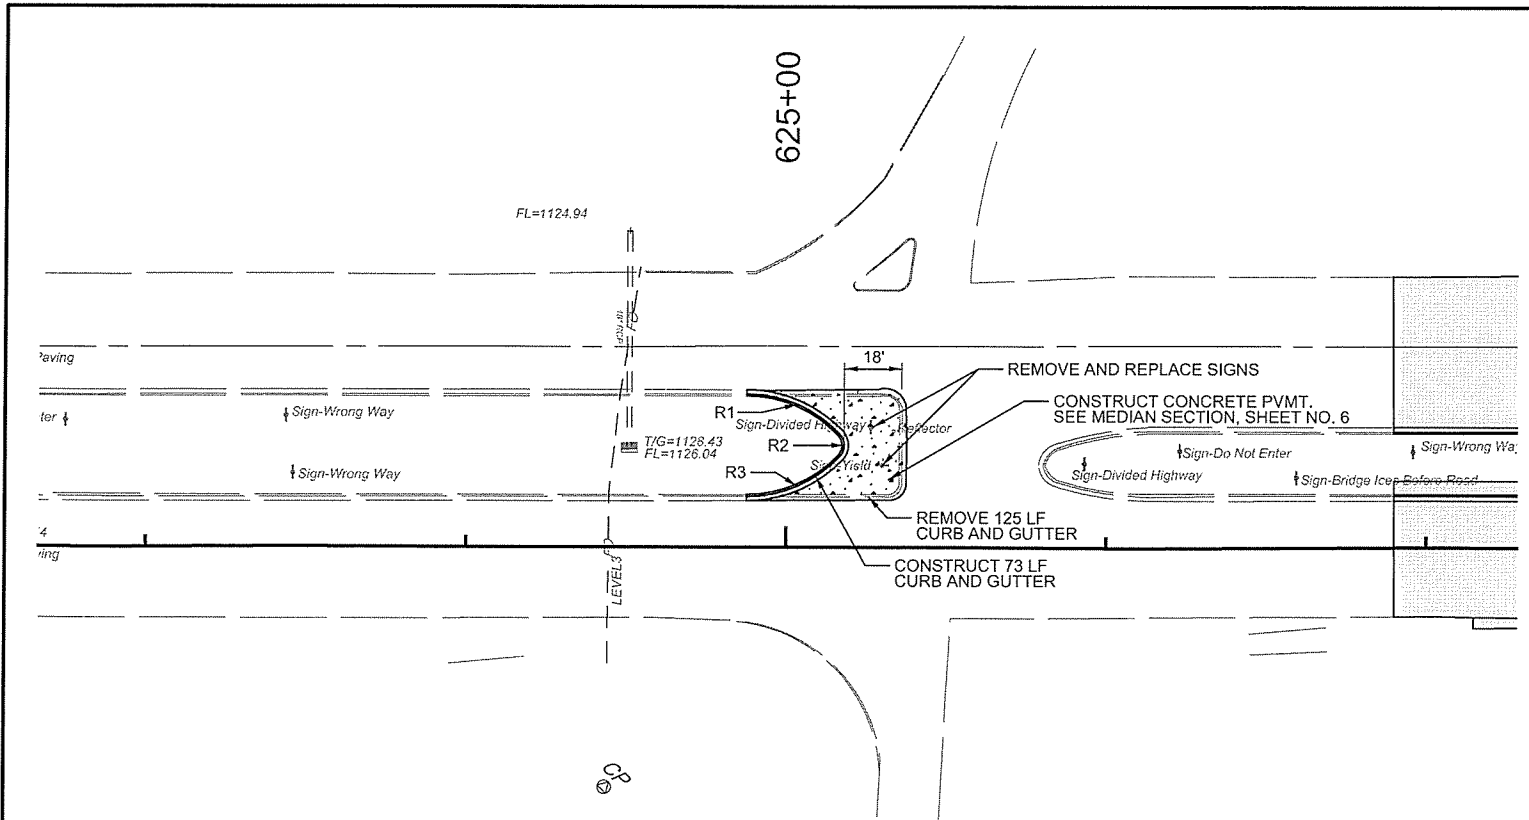 625+00
FL=1124.94
18'
REMOVE AND REPLACE SIGNS
CONSTRUCT CONCRETE PVMT.
SEE MEDIAN SECTION, SHEET NO. 6
Paving
Sign-Wrong Way
R1
Sign-Divided Highway
Reflector
T/G=1126.43
FL=1126.04
R2
Sign-Yield
Sign-Wrong Way
R3
Sign-Do Not Enter
Sign-Wrong Way
Sign-Divided Highway
Sign-Bridge Ices Before Road
REMOVE 125 LF
CURB AND GUTTER
CONSTRUCT 73 LF
CURB AND GUTTER
LEVEL3
CP